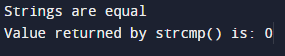 Strings are equal
Value returned by strcmp() is: 0